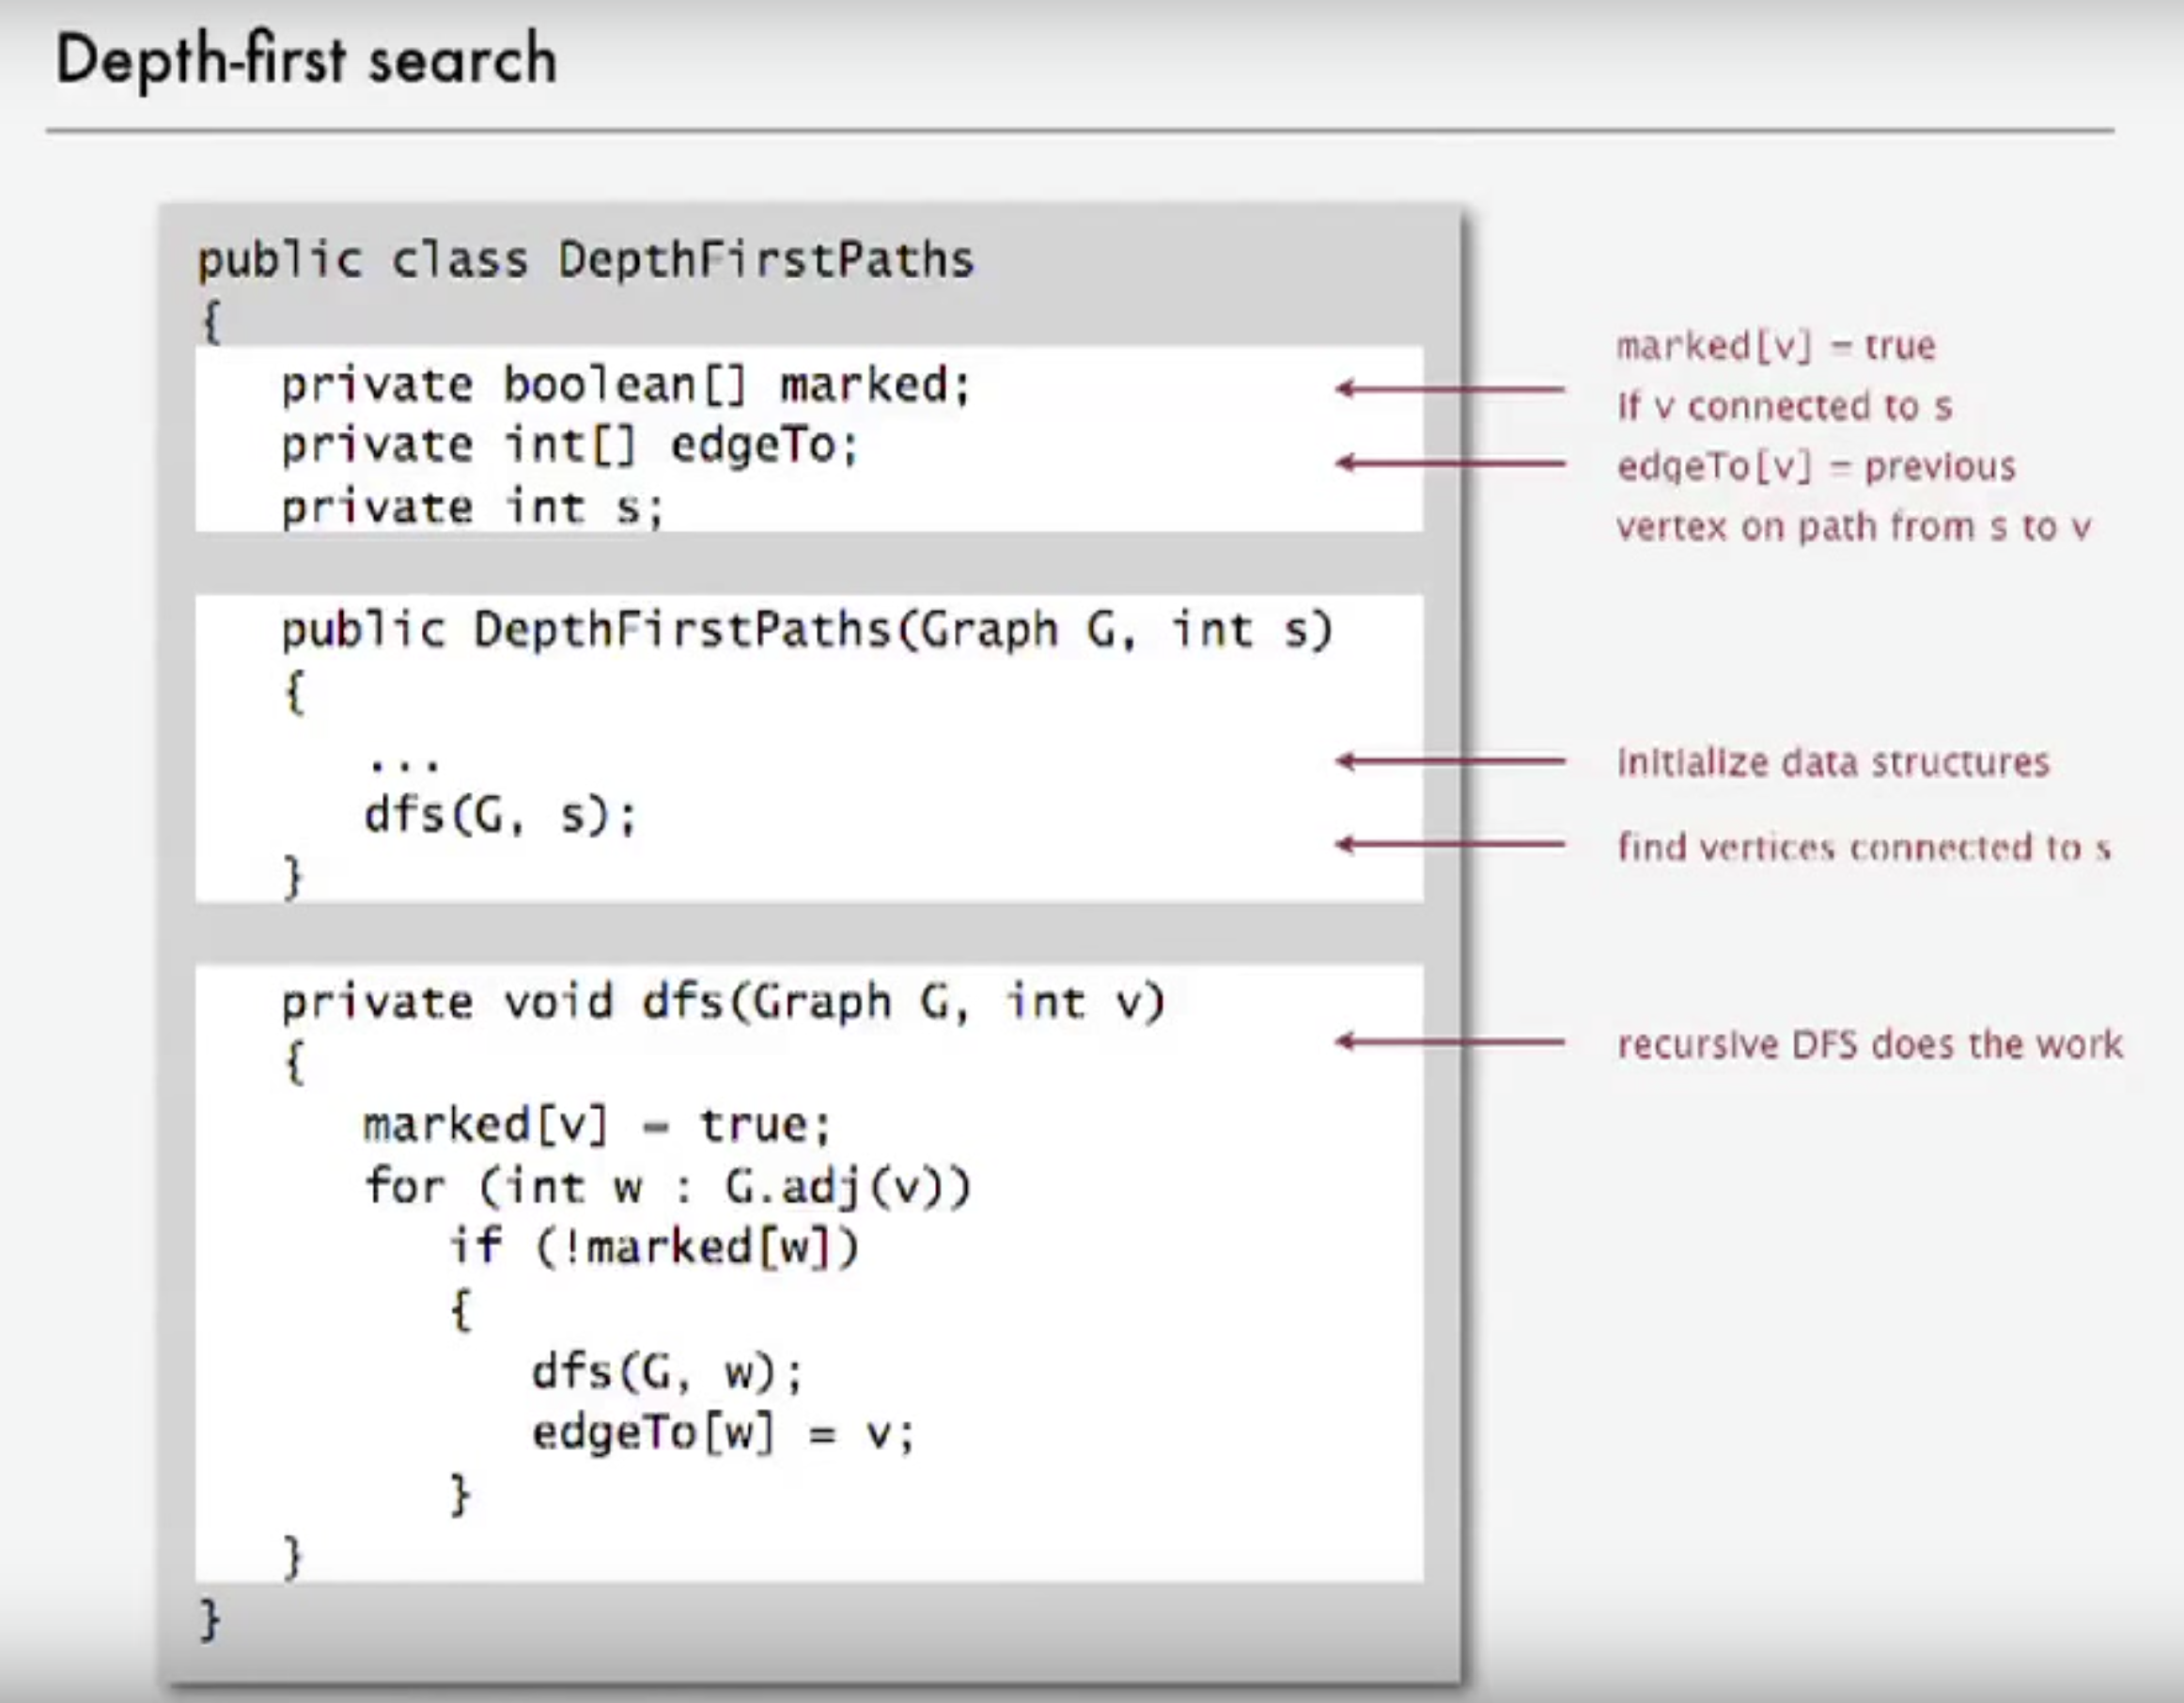 Depth-first search
public class DepthFirstPaths
{
private boolean[] marked;
private int[] edgeTo;
private int s;
public DepthFirstPaths(Graph G, int s)
{
...
dfs(G, s);
}
private void dfs(Graph G, int v)
{
marked[v] = true;
for (int w : G.adj(v))
if (!marked[w])
{
dfs(G, w);
edgeTo[w] = v;
}
}
}
marked[v] = true
if v connected to s
edgeTo[v] = previous
vertex on path from s to v
initialize data structures
find vertices connected to s
recursive DFS does the work